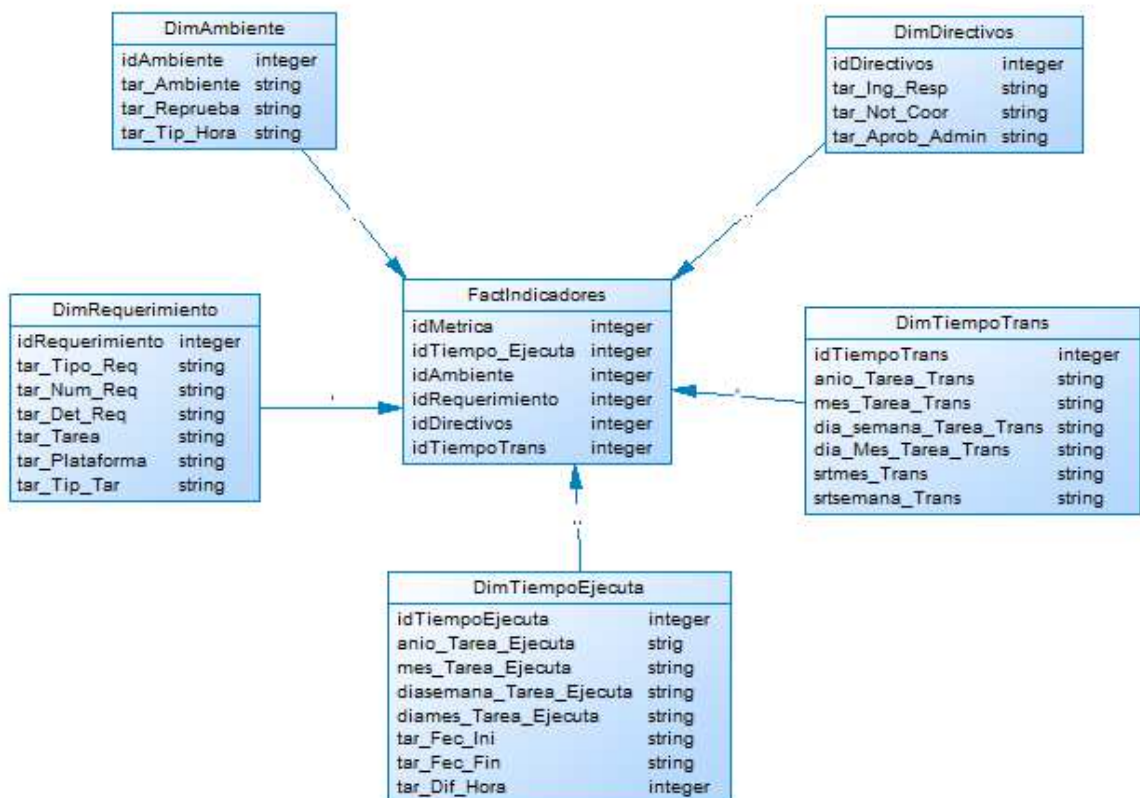 DimAmbiente
idAmbiente integer
tar_Ambiente string
tar_Reprueba string
tar_Tip_Hora string
DimDirectivos
idDirectivos integer
tar_Ing_Resp string
tar_Not_Coor string
tar_Aprob_Admin string
DimRequerimiento
idRequerimiento integer
tar_Tipo_Req string
tar_Num_Req string
tar_Det_Req string
tar_Tarea string
tar_Plataforma string
tar_Tip_Tar string
FactIndicadores
idMetrica integer
idTiempo_Ejecuta integer
idAmbiente integer
idRequerimiento integer
idDirectivos integer
idTiempoTrans integer
DimTiempoTrans
idTiempoTrans integer
anio_Tarea_Trans string
mes_Tarea_Trans string
dia_semana_Tarea_Trans string
dia_Mes_Tarea_Trans string
srtmes_Trans string
srtsemana_Trans string
DimTiempoEjecuta
idTiempoEjecuta integer
anio_Tarea_Ejecuta strig
mes_Tarea_Ejecuta string
diasemana_Tarea_Ejecuta string
diames_Tarea_Ejecuta string
tar_Fec_Ini string
tar_Fec_Fin string
tar_Dif_Hora integer